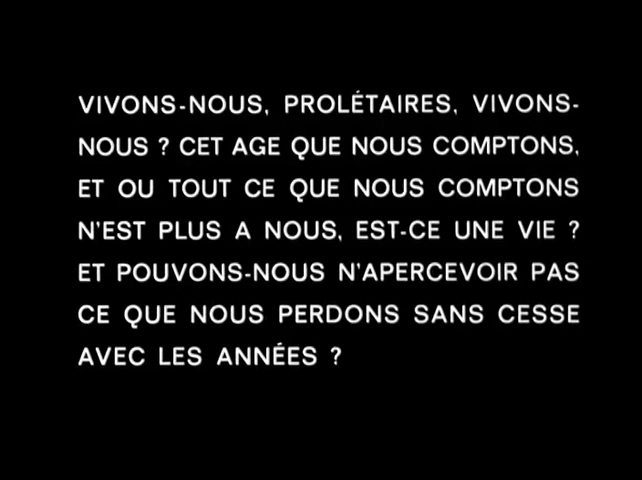 VIVONS-NOUS, PROLÉTAIRES, VIVONS-
NOUS ? CET AGE QUE NOUS COMPTONS,
ET OU TOUT CE QUE NOUS COMPTONS
N'EST PLUS A NOUS, EST-CE UNE VIE ?
ET POUVONS-NOUS N'APERCEVOIR PAS
CE QUE NOUS PERDONS SANS CESSE
AVEC LES ANNÉES ?